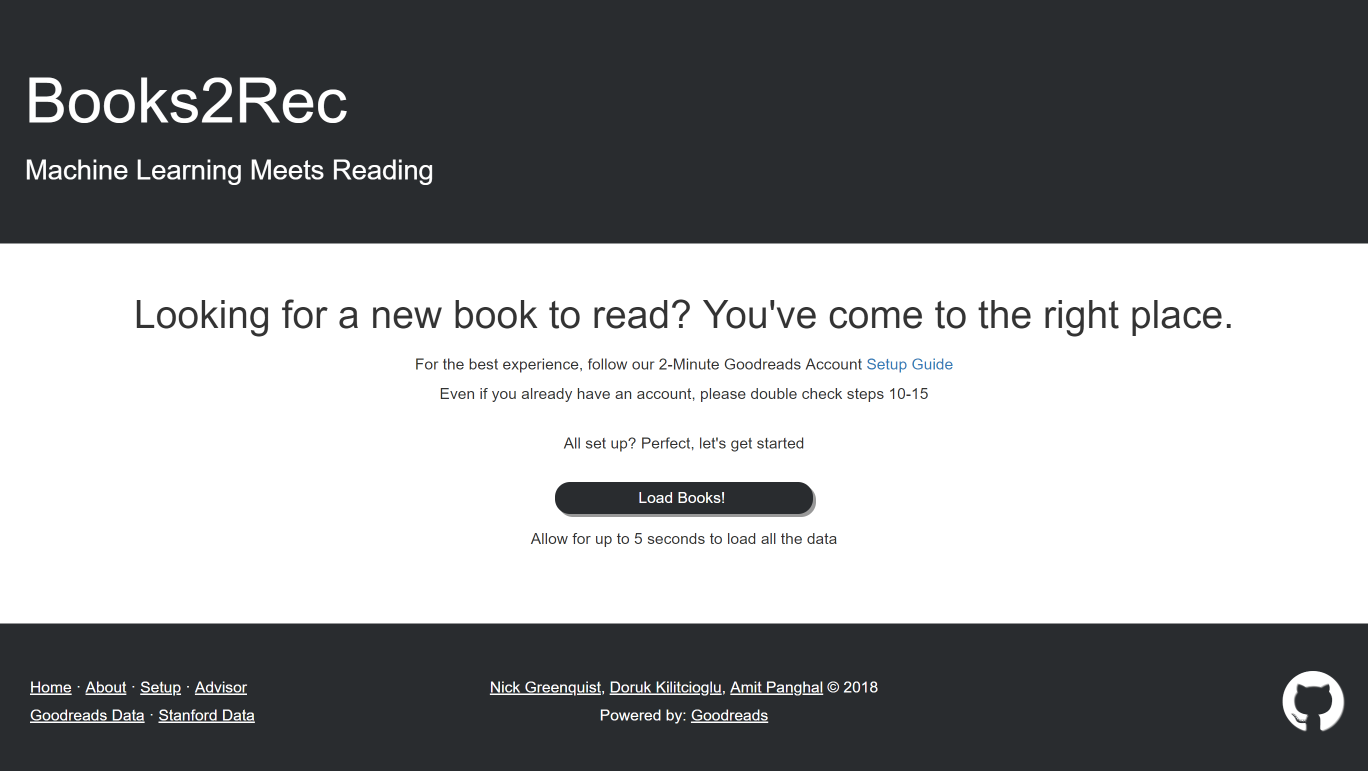 Books2Rec
Machine Learning Meets Reading
Looking for a new book to read? You've come to the right place.
For the best experience, follow our 2-Minute Goodreads Account Setup Guide
Even if you already have an account, please double check steps 10-15
All set up? Perfect, let's get started
Load Books!
Allow for up to 5 seconds to load all the data
Home · About · Setup · Advisor
Goodreads Data · Stanford Data
Nick Greenquist, Doruk Kilitcioglu, Amit Panghal © 2018
Powered by: Goodreads